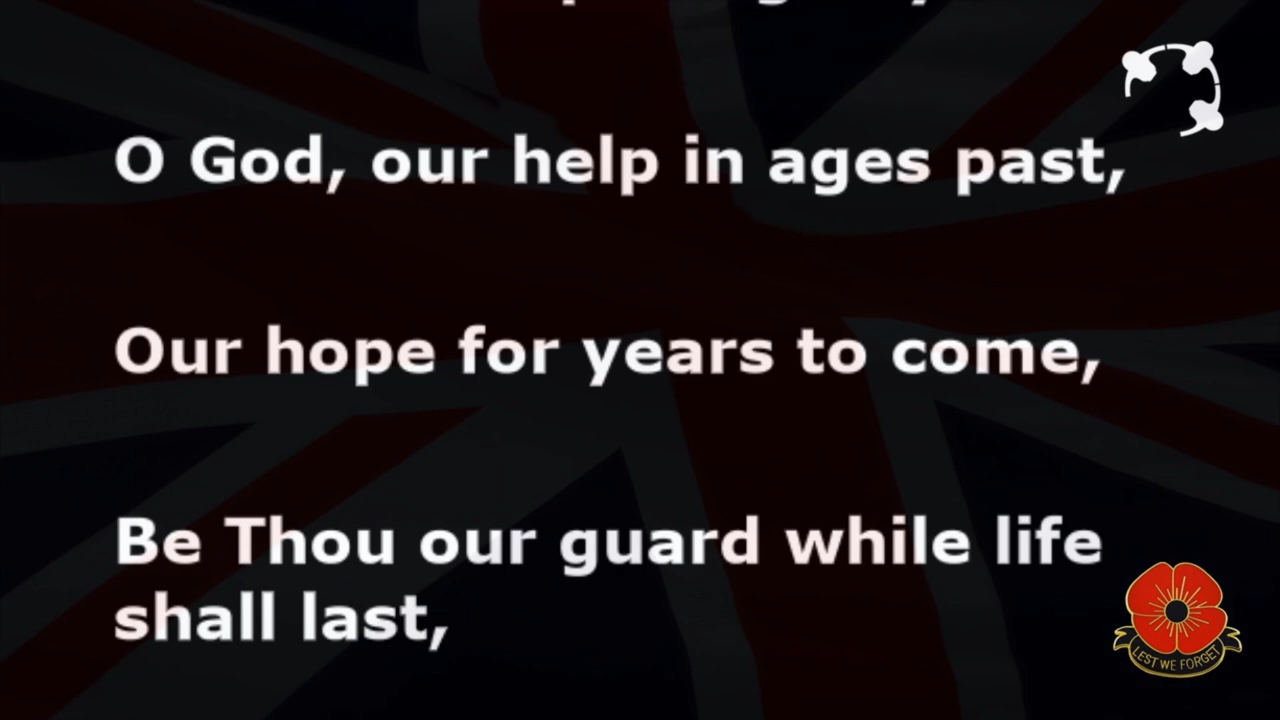 O God, our help in ages past,
Our hope for years to come,
Be Thou our guard while life
shall last,
LEST WE FORGET